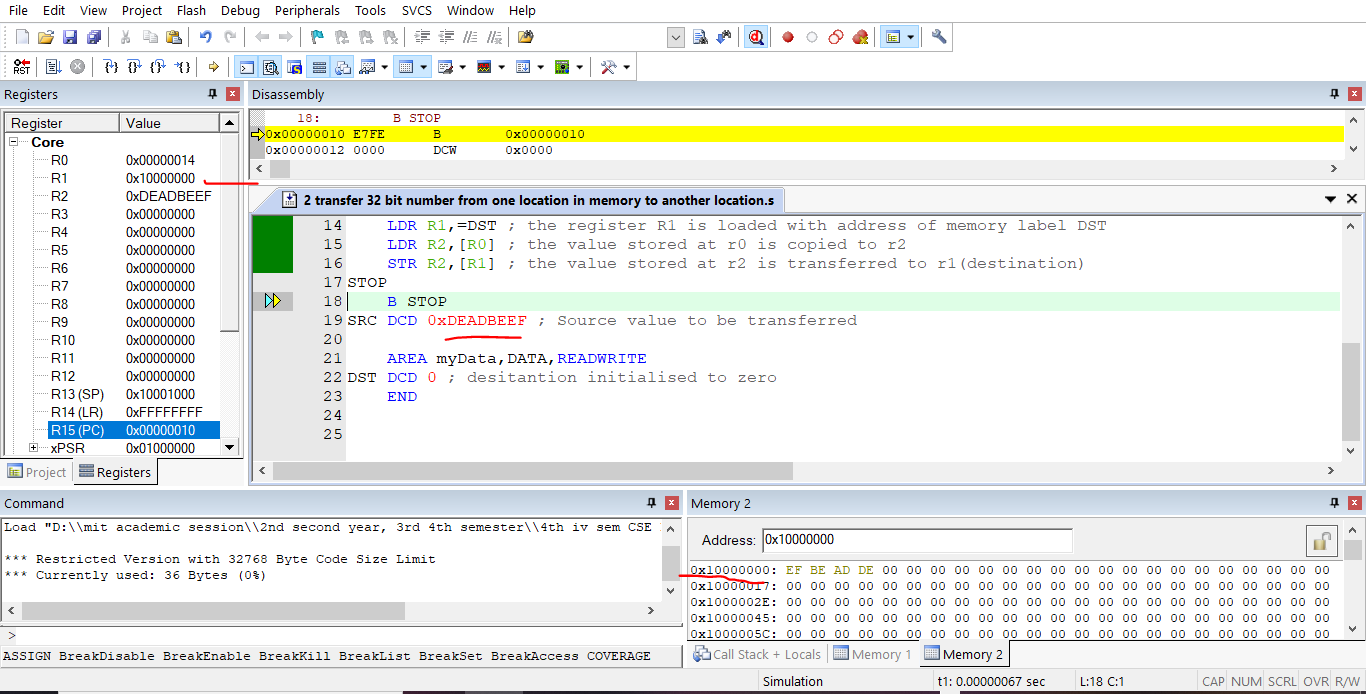 File Edit View Project Flash Debug Peripherals Tools SVCS Window Help
RST
Registers
Register Value
Core
R0 0x00000014
R1 0x10000000
R2 0xDEADBEEF
R3 0x00000000
R4 0x00000000
R5 0x00000000
R6 0x00000000
R7 0x00000000
R8 0x00000000
R9 0x00000000
R10 0x00000000
R11 0x00000000
R12 0x00000000
R13 (SP) 0x10001000
R14 (LR) 0xFFFFFFFF
R15 (PC) 0x00000010
xPSR 0x01000000
Project Registers
Disassembly
18: B STOP
0x00000010 E7FE B 0x00000010
0x00000012 0000 DCW 0x0000
2 transfer 32 bit number from one location in memory to another location.s
14 LDR R1,=DST ; the register R1 is loaded with address of memory label DST
15 LDR R2,[R0] ; the value stored at r0 is copied to r2
16 STR R2,[R1] ; the value stored at r2 is transferred to r1(destination)
17 STOP
18 B STOP
19 SRC DCD 0xDEADBEEF ; Source value to be transferred
20
21 AREA myData,DATA,READWRITE
22 DST DCD 0 ; desitantion initialised to zero
23 END
24
25
Command
Load "D:\\mit academic session\\2nd second year, 3rd 4th semester\\4th iv sem CSE
*** Restricted Version with 32768 Byte Code Size Limit
*** Currently used: 36 Bytes (0%)
>
ASSIGN BreakDisable BreakEnable BreakKill BreakList BreakSet BreakAccess COVERAGE
Memory 2
Address: 0x10000000
0x10000000: EF BE AD DE 00 00 00 00 00 00 00 00 00 00 00 00 00 00 00 00 00 00 00
0x10000017: 00 00 00 00 00 00 00 00 00 00 00 00 00 00 00 00 00 00 00 00 00 00 00
0x1000002E: 00 00 00 00 00 00 00 00 00 00 00 00 00 00 00 00 00 00 00 00 00 00 00
0x10000045: 00 00 00 00 00 00 00 00 00 00 00 00 00 00 00 00 00 00 00 00 00 00 00
0x1000005C: 00 00 00 00 00 00 00 00 00 00 00 00 00 00 00 00 00 00 00 00 00 00 00
Call Stack + Locals Memory 1 Memory 2
Simulation t1: 0.00000067 sec L:18 C:1 CAP NUM SCRL OVR R/W